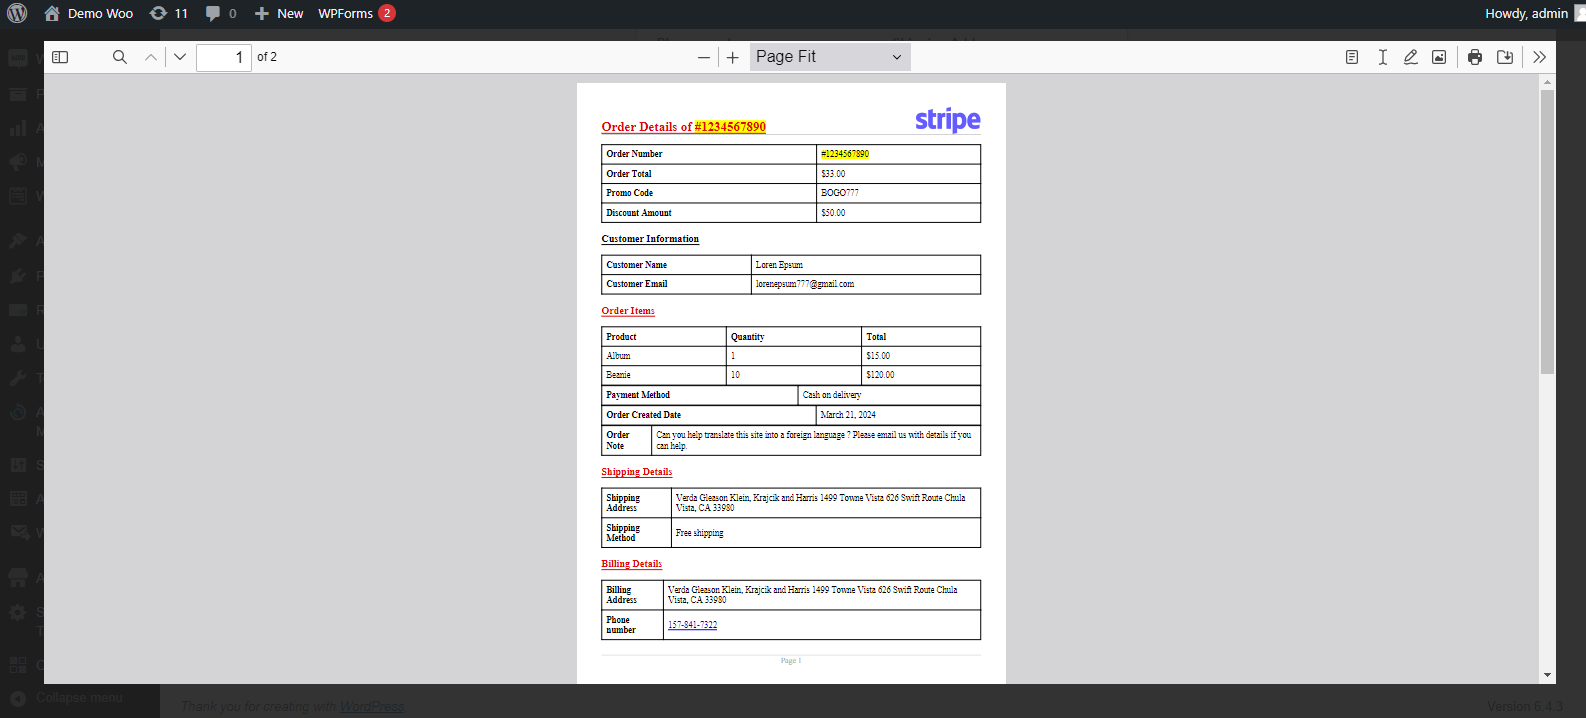 Demo Woo 11 0 New WPForms 2 Howdy, admin
1 of 2 Page Fit
stripe
Order Details of #1234567890
Order Number #1234567890
Order Total $33.00
Promo Code BOGO777
Discount Amount $50.00
Customer Information
Customer Name Loren Epsum
Customer Email lorenepsum777@gmail.com
Order Items
Product Quantity Total
Album 1 $15.00
Beanie 10 $120.00
Payment Method Cash on delivery
Order Created Date March 21, 2024
Order Note Can you help translate this site into a foreign language ? Please email us with details if you
can help.
Shipping Details
Shipping Address Verda Gleason Klein, Krajcik and Harris 1499 Towne Vista 626 Swift Route Chula
Vista, CA 33980
Shipping Method Free shipping
Billing Details
Billing Address Verda Gleason Klein, Krajcik and Harris 1499 Towne Vista 626 Swift Route Chula
Vista, CA 33980
Phone number 157-841-7322
Page 1
Collapse menu
Thank you for creating with WordPress
Version 6.4.3